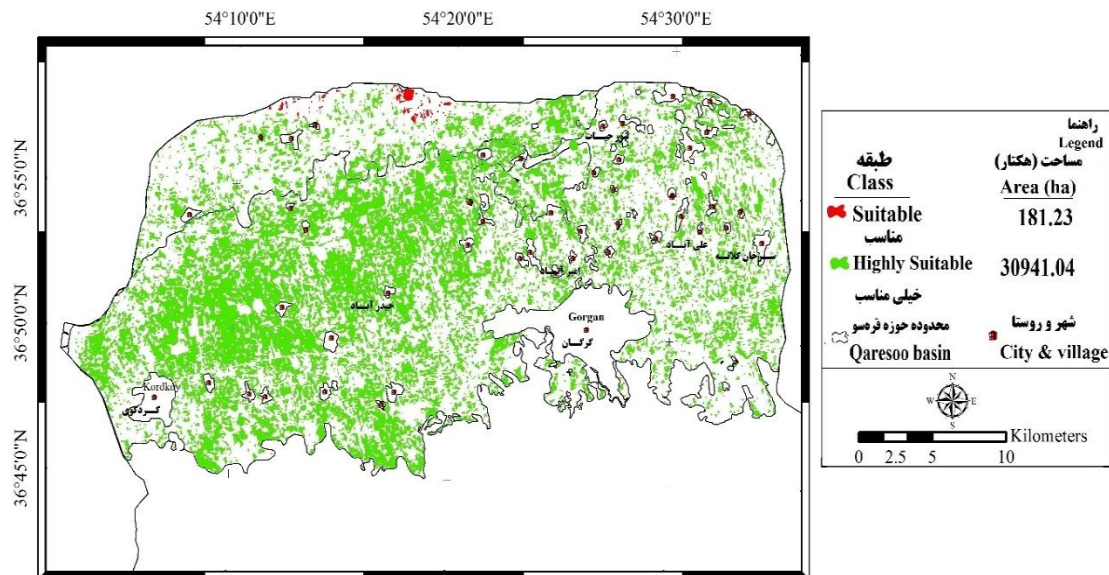 54°10'0"E 54°20'0"E 54°30'0"E
36°55'0"N
36°50'0"N
36°45'0"N
علی آباد
حیدر آباد
Gorgan
گرگان
Kordkuy
کردکوی
راهنما
Legend
طبقه مساحت (هکتار)
Class Area (ha)
Suitable 181.23
مناسب
Highly Suitable 30941.04
خیلی مناسب
محدوده حوزه قره‌سو شهر و روستا
Qaresoo basin City & village
N
W E
S
Kilometers
0 2.5 5 10